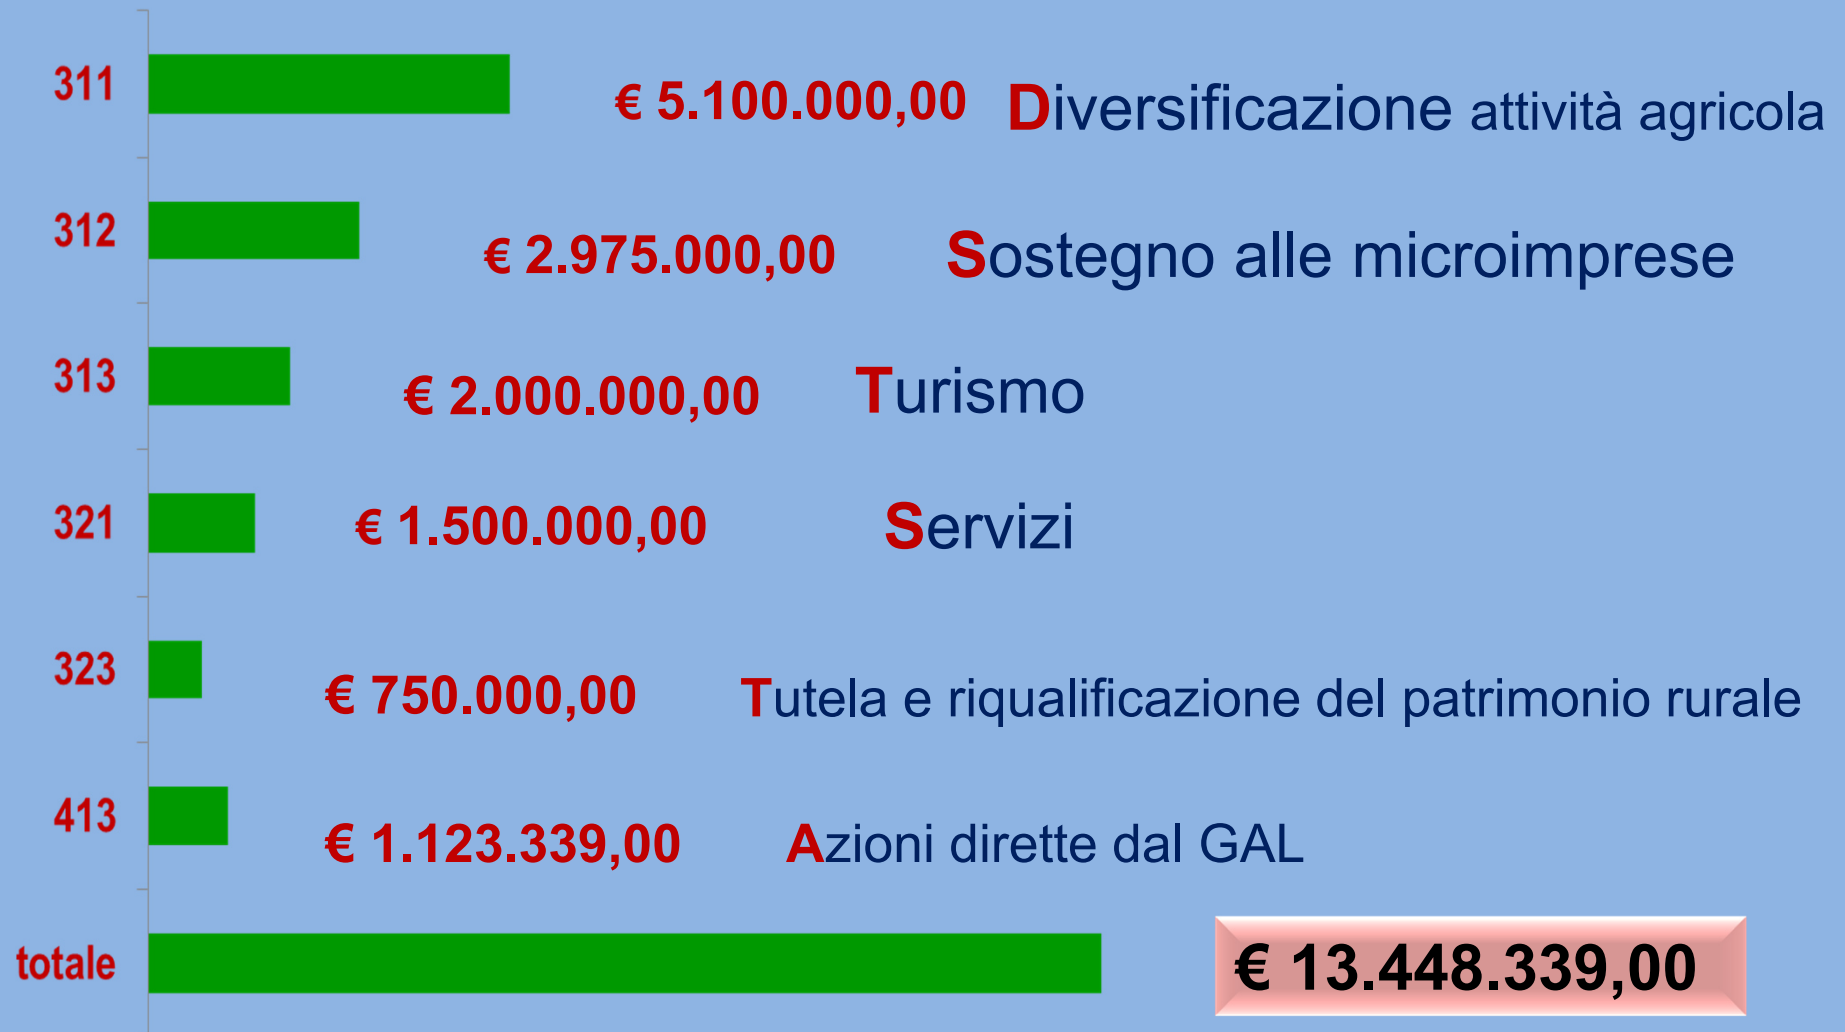 311 € 5.100.000,00 Diversificazione attività agricola
312 € 2.975.000,00 Sostegno alle microimprese
313 € 2.000.000,00 Turismo
321 € 1.500.000,00 Servizi
323 € 750.000,00 Tutela e riqualificazione del patrimonio rurale
413 € 1.123.339,00 Azioni dirette dal GAL
totale € 13.448.339,00